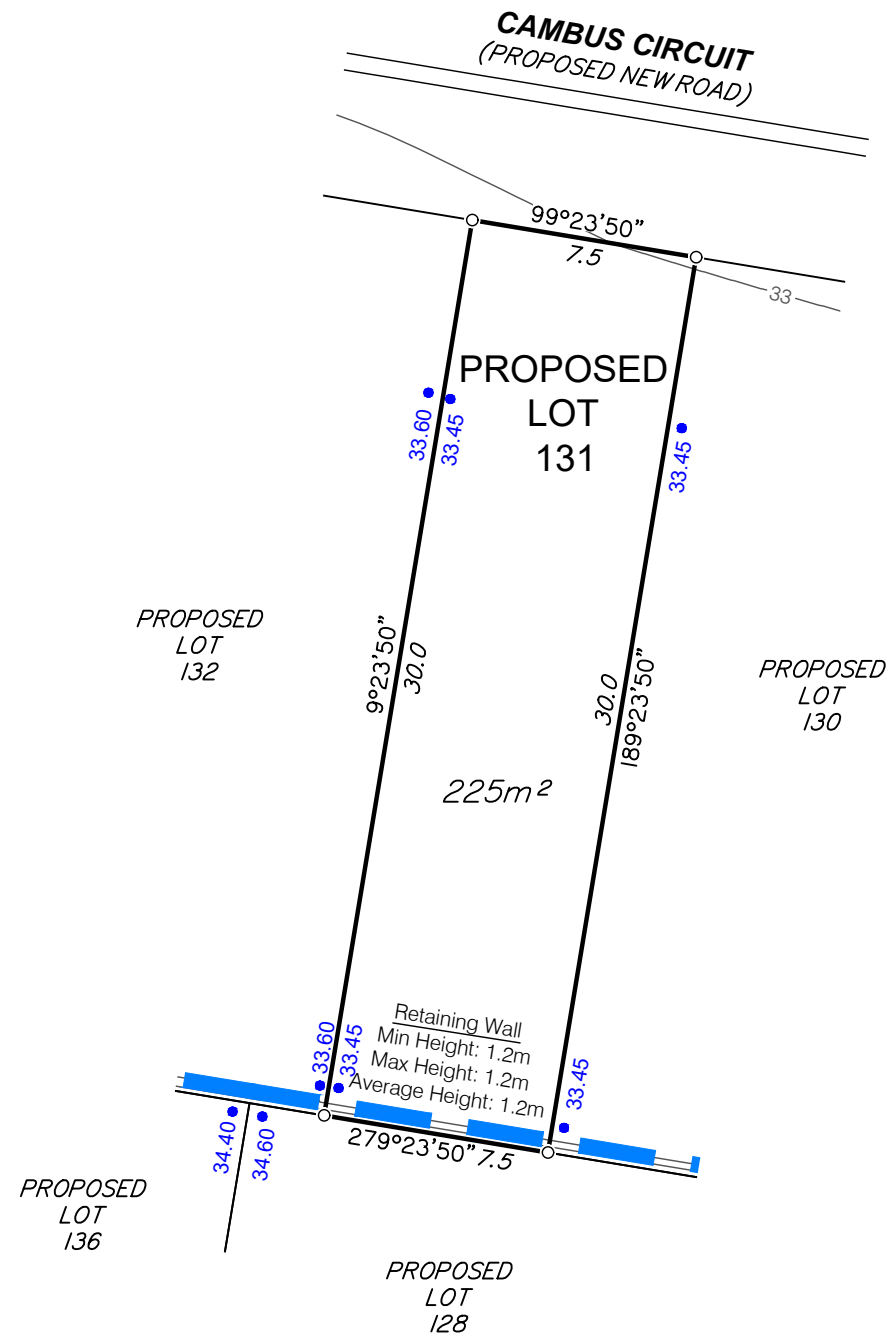 CAMBUS CIRCUIT
(PROPOSED NEW ROAD)
99°23'50"
7.5
33
PROPOSED
LOT
131
33.60
33.45
33.45
9°23'50"
30.0
30.0
189°23'50"
PROPOSED
LOT
132
PROPOSED
LOT
130
225m²
Retaining Wall
Min Height: 1.2m
Max Height: 1.2m
Average Height: 1.2m
33.60
33.45
33.45
279°23'50" 7.5
34.40
34.60
PROPOSED
LOT
136
PROPOSED
LOT
128